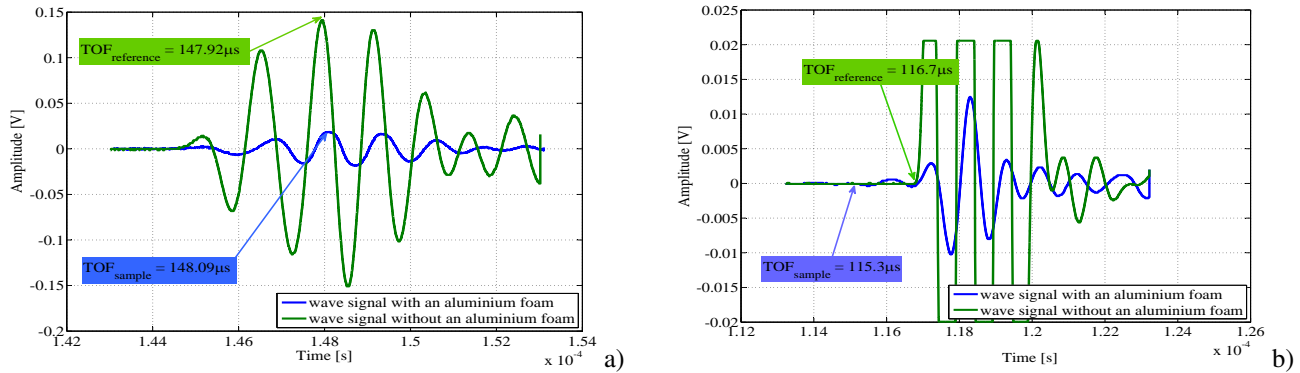 0.15
0.1
0.05
0
-0.05
-0.1
-0.15
-0.2
Amplitude [V]
TOFreference = 147.92µs
TOFsample = 148.09µs
wave signal with an aluminium foam
wave signal without an aluminium foam
1.42 1.44 1.46 1.48 1.5 1.52 1.54
Time [s]
x 10-4
a)
0.025
0.02
0.015
0.01
0.005
0
-0.005
-0.01
-0.015
-0.02
Amplitude [V]
TOFreference = 116.7µs
TOFsample = 115.3µs
wave signal with an aluminium foam
wave signal without an aluminium foam
1.12 1.14 1.16 1.18 1.2 1.22 1.24 1.26
Time [s]
x 10-4
b)